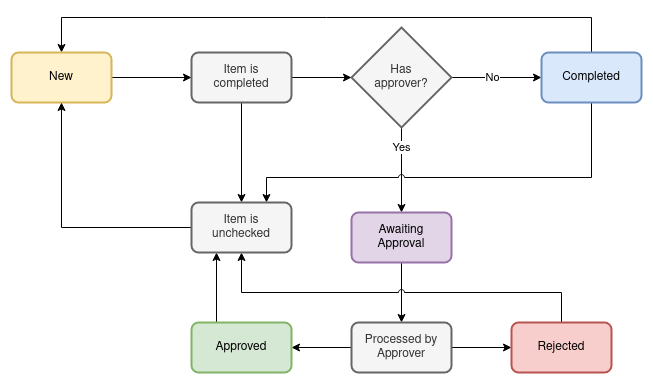 New
Item is
completed
Has
approver?
No
Completed
Yes
Item is
unchecked
Awaiting
Approval
Approved
Processed by
Approver
Rejected